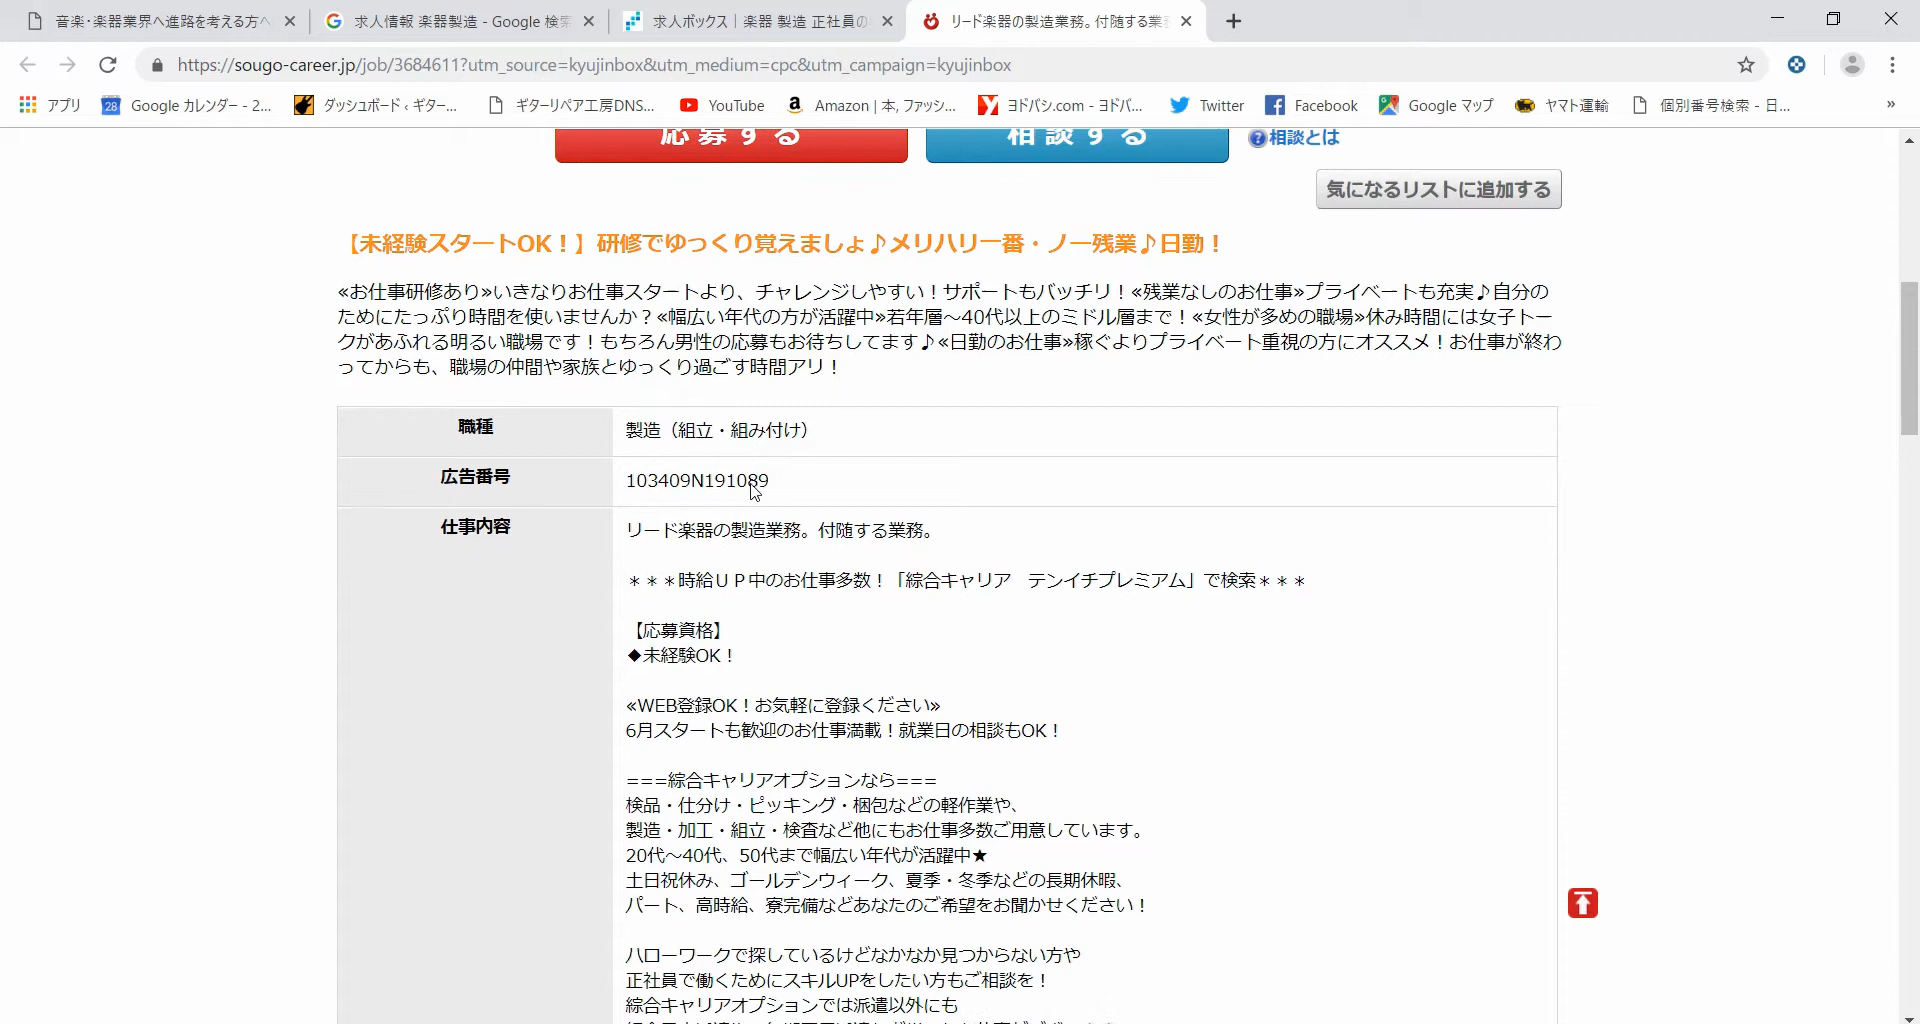 音楽・楽器業界へ進路を考える方へ
求人情報 楽器製造 - Google 検索
求人ボックス｜楽器 製造 正社員の
リード楽器の製造業務。付随する業務
https://sougo-career.jp/job/3684611?utm_source=kyujinbox&utm_medium=cpc&utm_campaign=kyujinbox
アプリ
28
Google カレンダー - 2...
ダッシュボード ‹ ギター...
ギターリペア工房DNS...
YouTube
Amazon | 本, ファッシ...
ヨドバシ.com - ヨドバ...
Twitter
Facebook
Google マップ
ヤマト運輸
個別番号検索 - 日...
»
応募する
相談する
相談とは
気になるリストに追加する
【未経験スタートOK！】研修でゆっくり覚えましょ♪メリハリ一番・ノー残業♪日勤！
«お仕事研修あり»いきなりお仕事スタートより、チャレンジしやすい！サポートもバッチリ！«残業なしのお仕事»プライベートも充実♪自分の
ためにたっぷり時間を使いませんか？«幅広い年代の方が活躍中»若年層～40代以上のミドル層まで！«女性が多めの職場»休み時間には女子トー
クがあふれる明るい職場です！もちろん男性の応募もお待ちしてます♪«日勤のお仕事»稼ぐよりプライベート重視の方にオススメ！お仕事が終わ
ってからも、職場の仲間や家族とゆっくり過ごす時間アリ！
職種
製造（組立・組み付け）
広告番号
103409N191089
仕事内容
リード楽器の製造業務。付随する業務。
＊＊＊時給ＵＰ中のお仕事多数！「綜合キャリア　テンイチプレミアム」で検索＊＊＊
【応募資格】
◆未経験OK！
«WEB登録OK！お気軽に登録ください»
6月スタートも歓迎のお仕事満載！就業日の相談もOK！
===綜合キャリアオプションなら===
検品・仕分け・ピッキング・梱包などの軽作業や、
製造・加工・組立・検査など他にもお仕事多数ご用意しています。
20代～40代、50代まで幅広い年代が活躍中★
土日祝休み、ゴールデンウィーク、夏季・冬季などの長期休暇、
パート、高時給、寮完備などあなたのご希望をお聞かせください！
ハローワークで探しているけどなかなか見つからない方や
正社員で働くためにスキルUPをしたい方もご相談を！
綜合キャリアオプションでは派遣以外にも